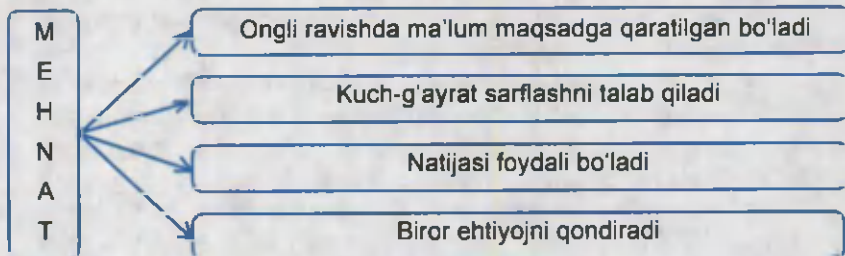 MEHNAT
Ongli ravishda ma'lum maqsadga qaratilgan bo'ladi
Kuch-g'ayrat sarflashni talab qiladi
Natijasi foydali bo'ladi
Biror ehtiyojni qondiradi